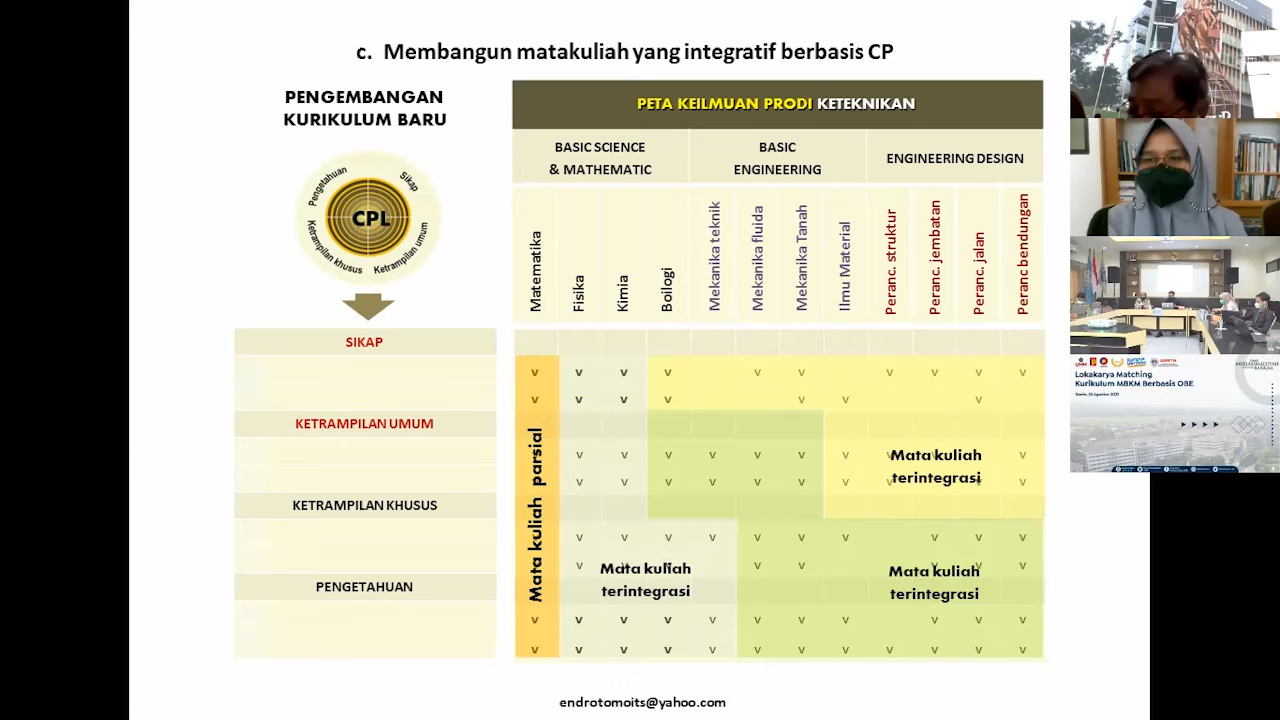 c. Membangun matakuliah yang integratif berbasis CP
PENGEMBANGAN
KURIKULUM BARU
Pengetahuan
Sikap
CPL
Ketrampilan khusus
Ketrampilan umum
PETA KEILMUAN PRODI KETEKNIKAN
BASIC SCIENCE
& MATHEMATIC
BASIC
ENGINEERING
ENGINEERING DESIGN
Matematika
Fisika
Kimia
Boilogi
Mekanika teknik
Mekanika fluida
Mekanika Tanah
Ilmu Material
Peranc. struktur
Peranc. jembatan
Peranc. jalan
Peranc bendungan
SIKAP
v v v v v v v v v v
v v v v v v v
KETRAMPILAN UMUM
Mata kuliah parsial
v v v v v v v v v v
Mata kuliah
terintegrasi
v v v v v v v v v v
KETRAMPILAN KHUSUS
v v v v v v v v v v
v v v v v v v v v
Mata kuliah
terintegrasi
Mata kuliah
terintegrasi
PENGETAHUAN
v v v v v v v v v v v
v v v v v v v v v v v v
endrotomoits@yahoo.com
Lokakarya Matching
Kurikulum MBKM Berbasis OBE